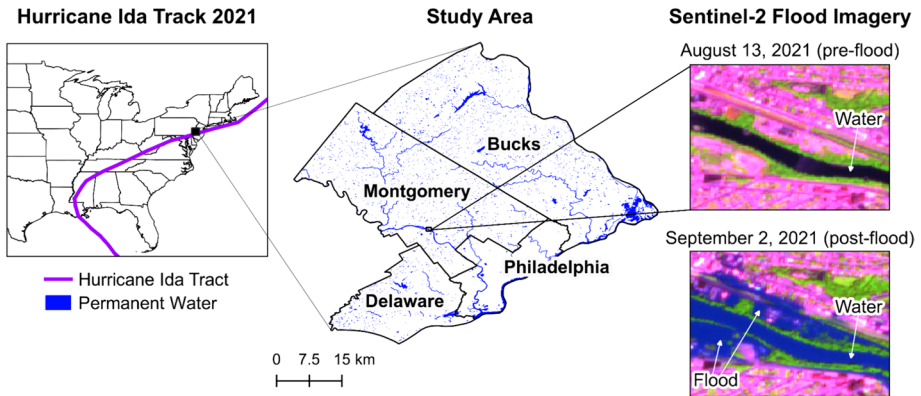 Hurricane Ida Track 2021
Hurricane Ida Tract
Permanent Water
Study Area
Bucks
Montgomery
Philadelphia
Delaware
0 7.5 15 km
Sentinel-2 Flood Imagery
August 13, 2021 (pre-flood)
Water
September 2, 2021 (post-flood)
Water
Flood